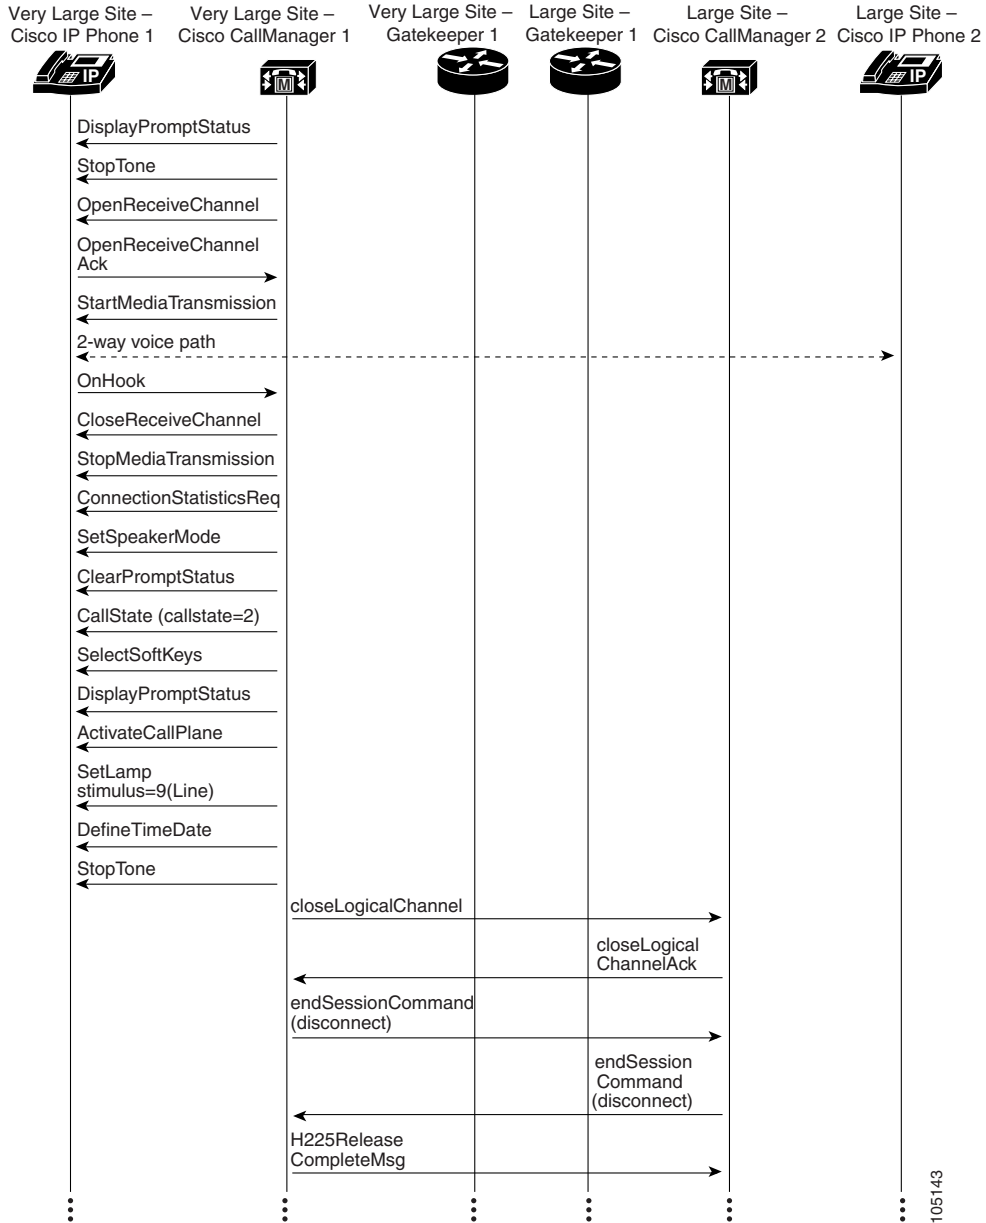 Very Large Site –
Cisco IP Phone 1
Very Large Site –
Cisco CallManager 1
Very Large Site –
Gatekeeper 1
Large Site –
Gatekeeper 1
Large Site –
Cisco CallManager 2
Large Site –
Cisco IP Phone 2
IP
M
M
IP
DisplayPromptStatus
StopTone
OpenReceiveChannel
OpenReceiveChannel
Ack
StartMediaTransmission
2-way voice path
OnHook
CloseReceiveChannel
StopMediaTransmission
ConnectionStatisticsReq
SetSpeakerMode
ClearPromptStatus
CallState (callstate=2)
SelectSoftKeys
DisplayPromptStatus
ActivateCallPlane
SetLamp
stimulus=9(Line)
DefineTimeDate
StopTone
closeLogicalChannel
closeLogical
ChannelAck
endSessionCommand
(disconnect)
endSession
Command
(disconnect)
H225Release
CompleteMsg
105143